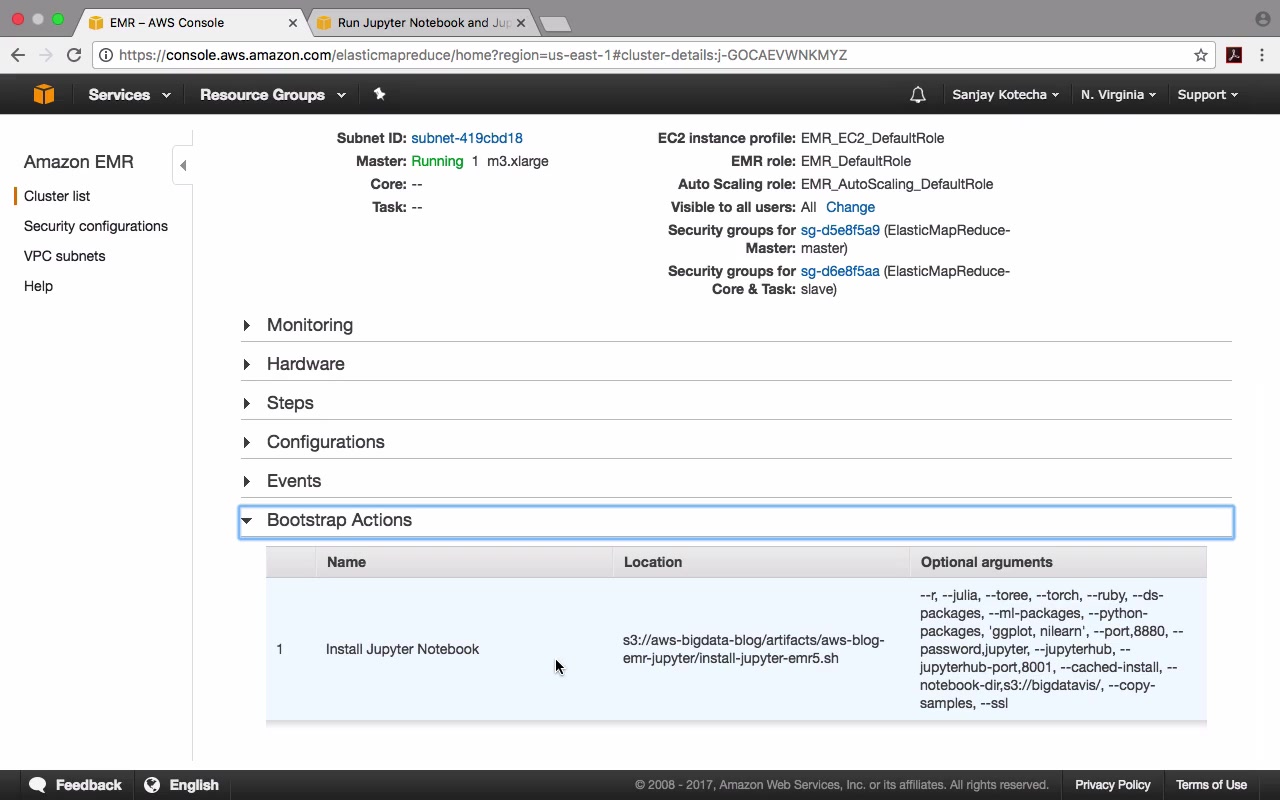 EMR – AWS Console
Run Jupyter Notebook and Jup
https://console.aws.amazon.com/elasticmapreduce/home?region=us-east-1#cluster-details:j-GOCAEVWNKMYZ
Services
Resource Groups
Sanjay Kotecha
N. Virginia
Support
Amazon EMR
Cluster list
Security configurations
VPC subnets
Help
Subnet ID: subnet-419cbd18
Master: Running 1 m3.xlarge
Core: --
Task: --
EC2 instance profile: EMR_EC2_DefaultRole
EMR role: EMR_DefaultRole
Auto Scaling role: EMR_AutoScaling_DefaultRole
Visible to all users: All Change
Security groups for sg-d5e8f5a9 (ElasticMapReduce-
Master: master)
Security groups for sg-d6e8f5aa (ElasticMapReduce-
Core & Task: slave)
Monitoring
Hardware
Steps
Configurations
Events
Bootstrap Actions
Name
Location
Optional arguments
1
Install Jupyter Notebook
s3://aws-bigdata-blog/artifacts/aws-blog-
emr-jupyter/install-jupyter-emr5.sh
--r, --julia, --toree, --torch, --ruby, --ds-
packages, --ml-packages, --python-
packages, 'ggplot, nilearn', --port,8880, --
password,jupyter, --jupyterhub, --
jupyterhub-port,8001, --cached-install, --
notebook-dir,s3://bigdatavis/, --copy-
samples, --ssl
Feedback
English
© 2008 - 2017, Amazon Web Services, Inc. or its affiliates. All rights reserved.
Privacy Policy
Terms of Use